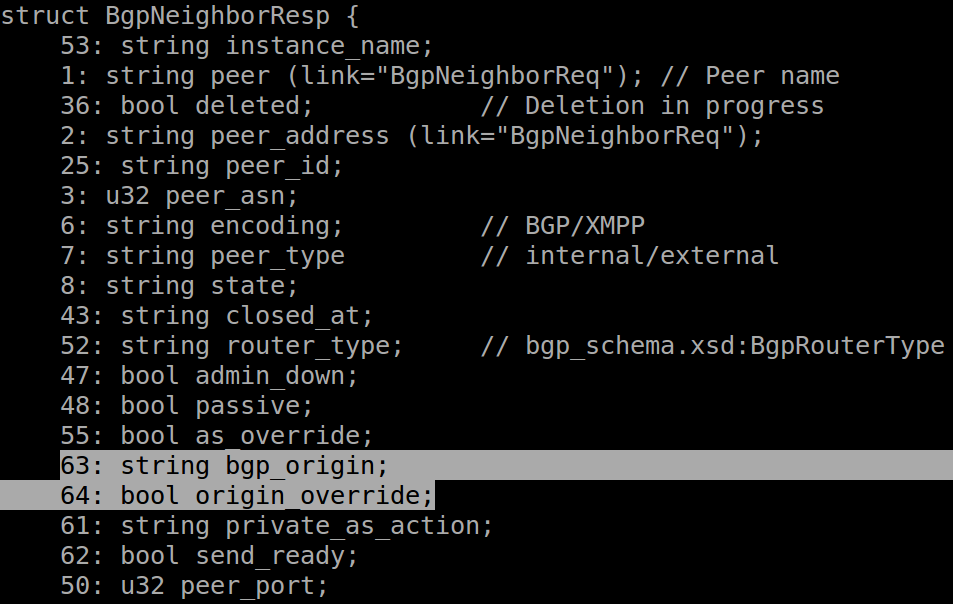 struct BgpNeighborResp {
    53: string instance_name;
    1: string peer (link="BgpNeighborReq"); // Peer name
    36: bool deleted;           // Deletion in progress
    2: string peer_address (link="BgpNeighborReq");
    25: string peer_id;
    3: u32 peer_asn;
    6: string encoding;         // BGP/XMPP
    7: string peer_type         // internal/external
    8: string state;
    43: string closed_at;
    52: string router_type;     // bgp_schema.xsd:BgpRouterType
    47: bool admin_down;
    48: bool passive;
    55: bool as_override;
    63: string bgp_origin;
    64: bool origin_override;
    61: string private_as_action;
    62: bool send_ready;
    50: u32 peer_port;